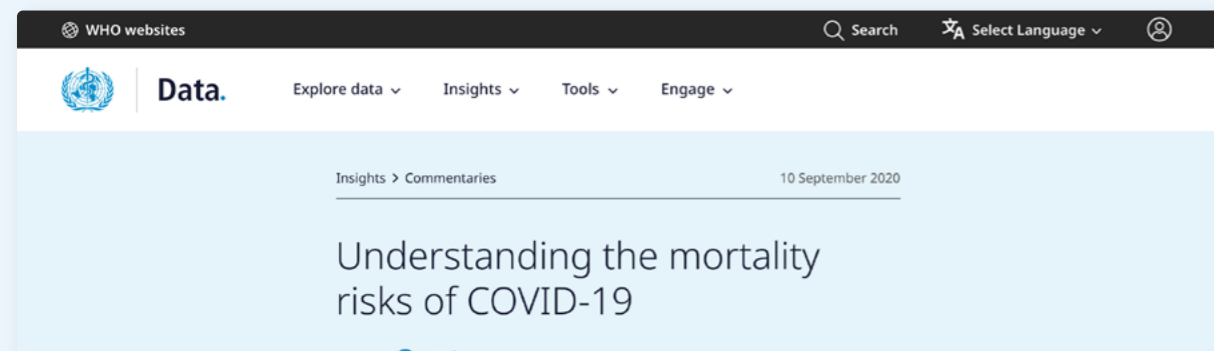 WHO websites Search Select Language
Data. Explore data Insights Tools Engage
Insights > Commentaries 10 September 2020
Understanding the mortality
risks of COVID-19